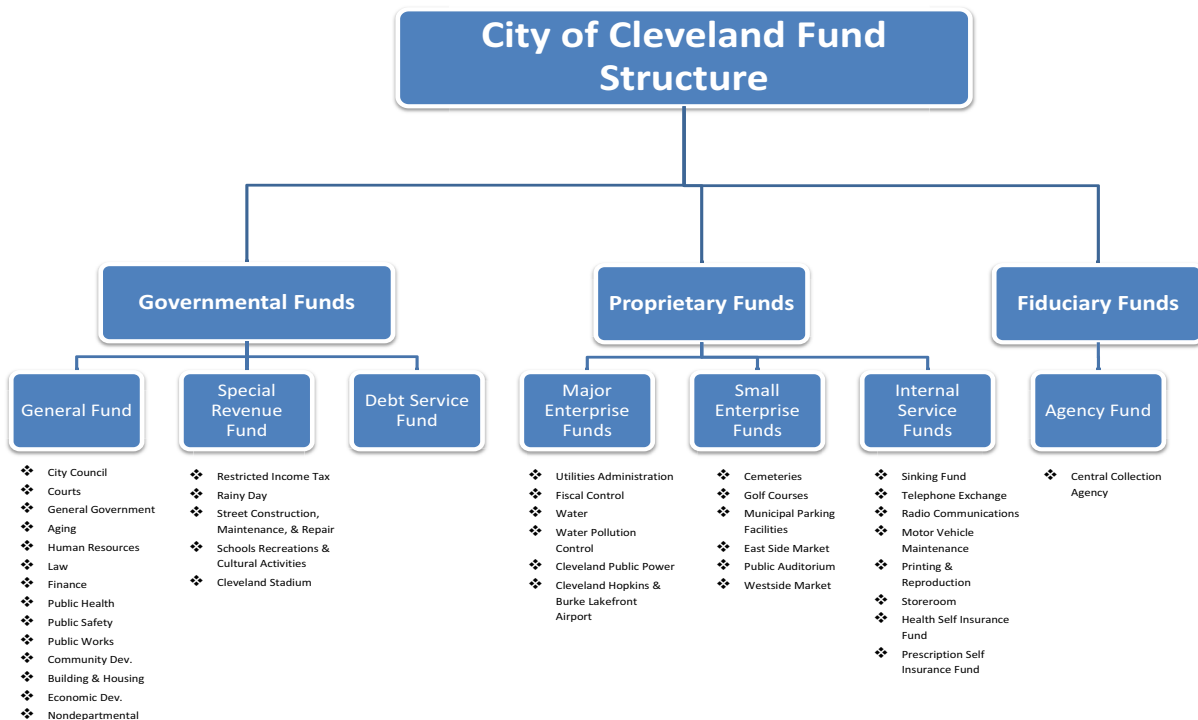 City of Cleveland Fund
Structure
Governmental Funds
Proprietary Funds
Fiduciary Funds
General Fund
Special
Revenue
Fund
Debt Service
Fund
Major
Enterprise
Funds
Small
Enterprise
Funds
Internal
Service
Funds
Agency Fund
❖ City Council
❖ Courts
❖ General Government
❖ Aging
❖ Human Resources
❖ Law
❖ Finance
❖ Public Health
❖ Public Safety
❖ Public Works
❖ Community Dev.
❖ Building & Housing
❖ Economic Dev.
❖ Nondepartmental
❖ Restricted Income Tax
❖ Rainy Day
❖ Street Construction,
Maintenance, & Repair
❖ Schools Recreations &
Cultural Activities
❖ Cleveland Stadium
❖ Utilities Administration
❖ Fiscal Control
❖ Water
❖ Water Pollution
Control
❖ Cleveland Public Power
❖ Cleveland Hopkins &
Burke Lakefront
Airport
❖ Cemeteries
❖ Golf Courses
❖ Municipal Parking
Facilities
❖ East Side Market
❖ Public Auditorium
❖ Westside Market
❖ Sinking Fund
❖ Telephone Exchange
❖ Radio Communications
❖ Motor Vehicle
Maintenance
❖ Printing &
Reproduction
❖ Storeroom
❖ Health Self Insurance
Fund
❖ Prescription Self
Insurance Fund
❖ Central Collection
Agency